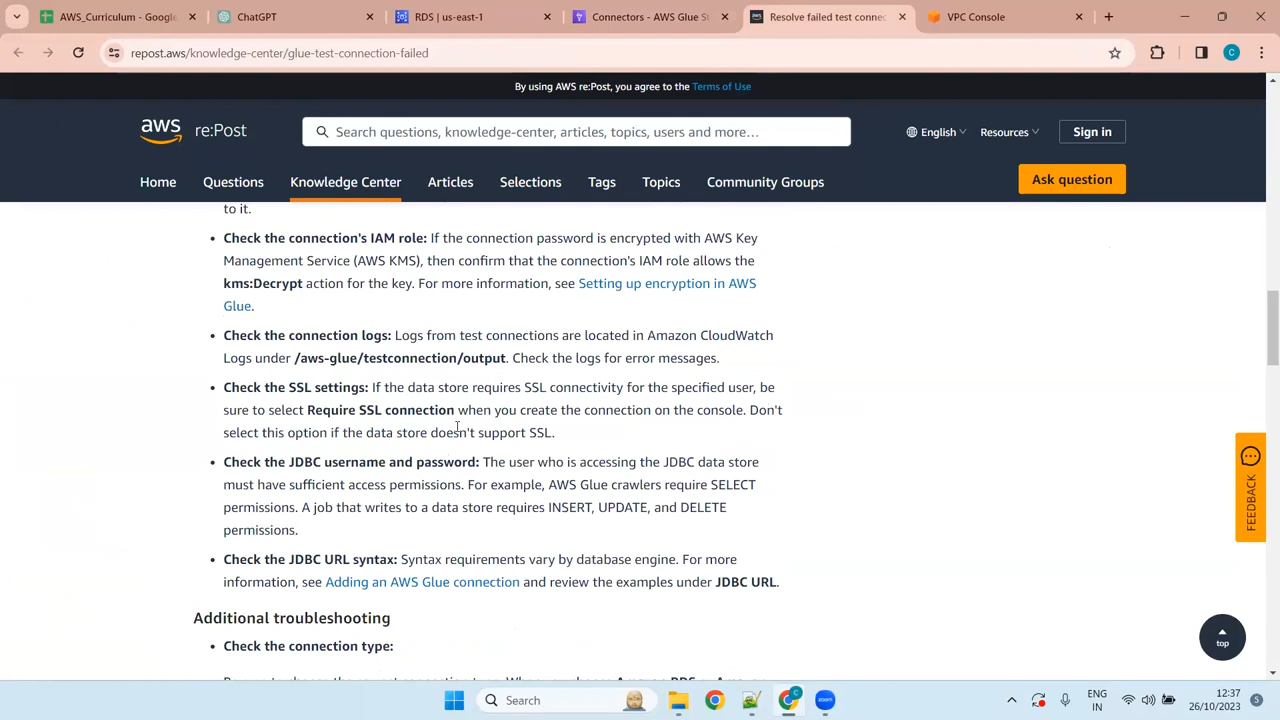 AWS_Curriculum - Google
ChatGPT
RDS | us-east-1
Connectors - AWS Glue St
Resolve failed test connec
VPC Console
repost.aws/knowledge-center/glue-test-connection-failed
By using AWS re:Post, you agree to the Terms of Use
aws re:Post
Search questions, knowledge-center, articles, topics, users and more...
English
Resources
Sign in
Home Questions Knowledge Center Articles Selections Tags Topics Community Groups
Ask question
to it.
• Check the connection's IAM role: If the connection password is encrypted with AWS Key
Management Service (AWS KMS), then confirm that the connection's IAM role allows the
kms:Decrypt action for the key. For more information, see Setting up encryption in AWS
Glue.
• Check the connection logs: Logs from test connections are located in Amazon CloudWatch
Logs under /aws-glue/testconnection/output. Check the logs for error messages.
• Check the SSL settings: If the data store requires SSL connectivity for the specified user, be
sure to select Require SSL connection when you create the connection on the console. Don't
select this option if the data store doesn't support SSL.
• Check the JDBC username and password: The user who is accessing the JDBC data store
must have sufficient access permissions. For example, AWS Glue crawlers require SELECT
permissions. A job that writes to a data store requires INSERT, UPDATE, and DELETE
permissions.
• Check the JDBC URL syntax: Syntax requirements vary by database engine. For more
information, see Adding an AWS Glue connection and review the examples under JDBC URL.
Additional troubleshooting
• Check the connection type:
FEEDBACK
top
Search
zoom
ENG
IN
12:37
26/10/2023
5
C
C